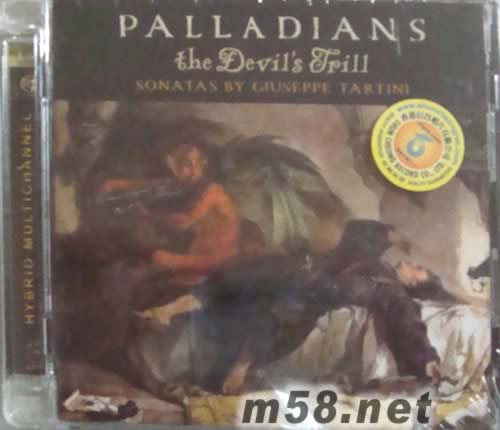 PALLADIANS
the Devil's Trill
SONATAS BY GIUSEPPE TARTINI
HYBRID MULTICHANNEL
m58.net